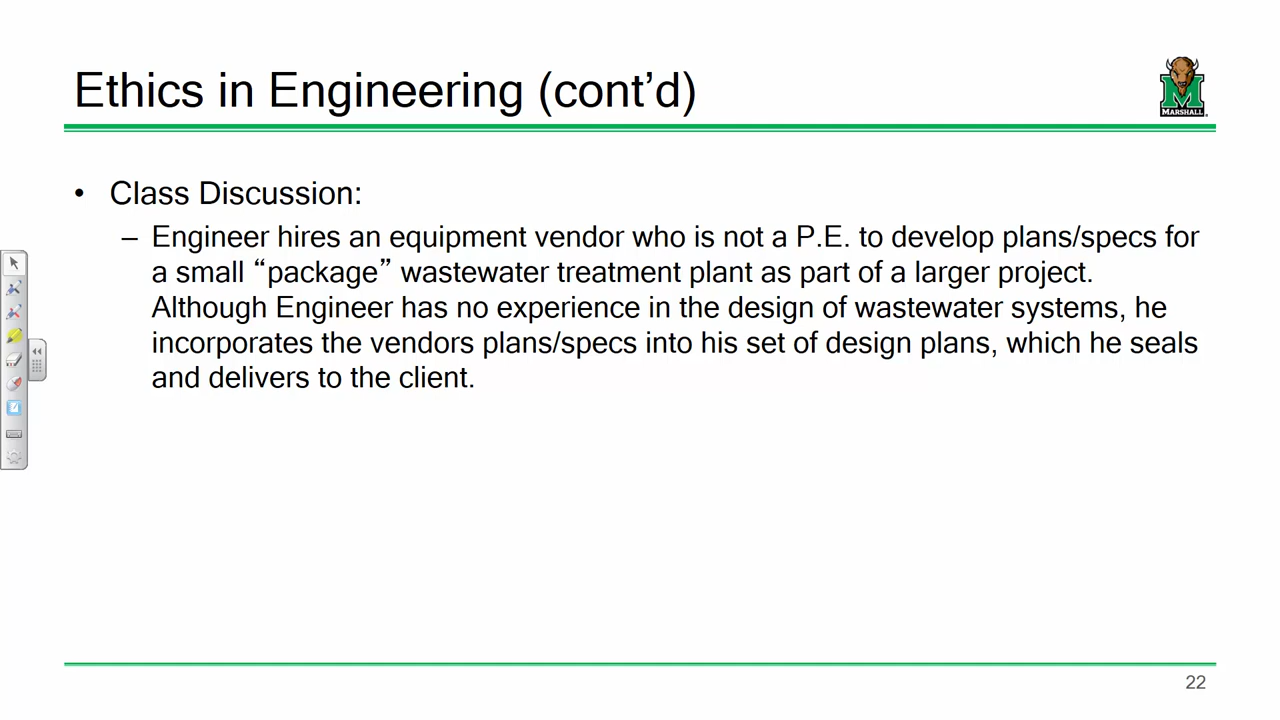 Ethics in Engineering (cont’d)
MARSHALL
• Class Discussion:
– Engineer hires an equipment vendor who is not a P.E. to develop plans/specs for
a small “package” wastewater treatment plant as part of a larger project.
Although Engineer has no experience in the design of wastewater systems, he
incorporates the vendors plans/specs into his set of design plans, which he seals
and delivers to the client.
22